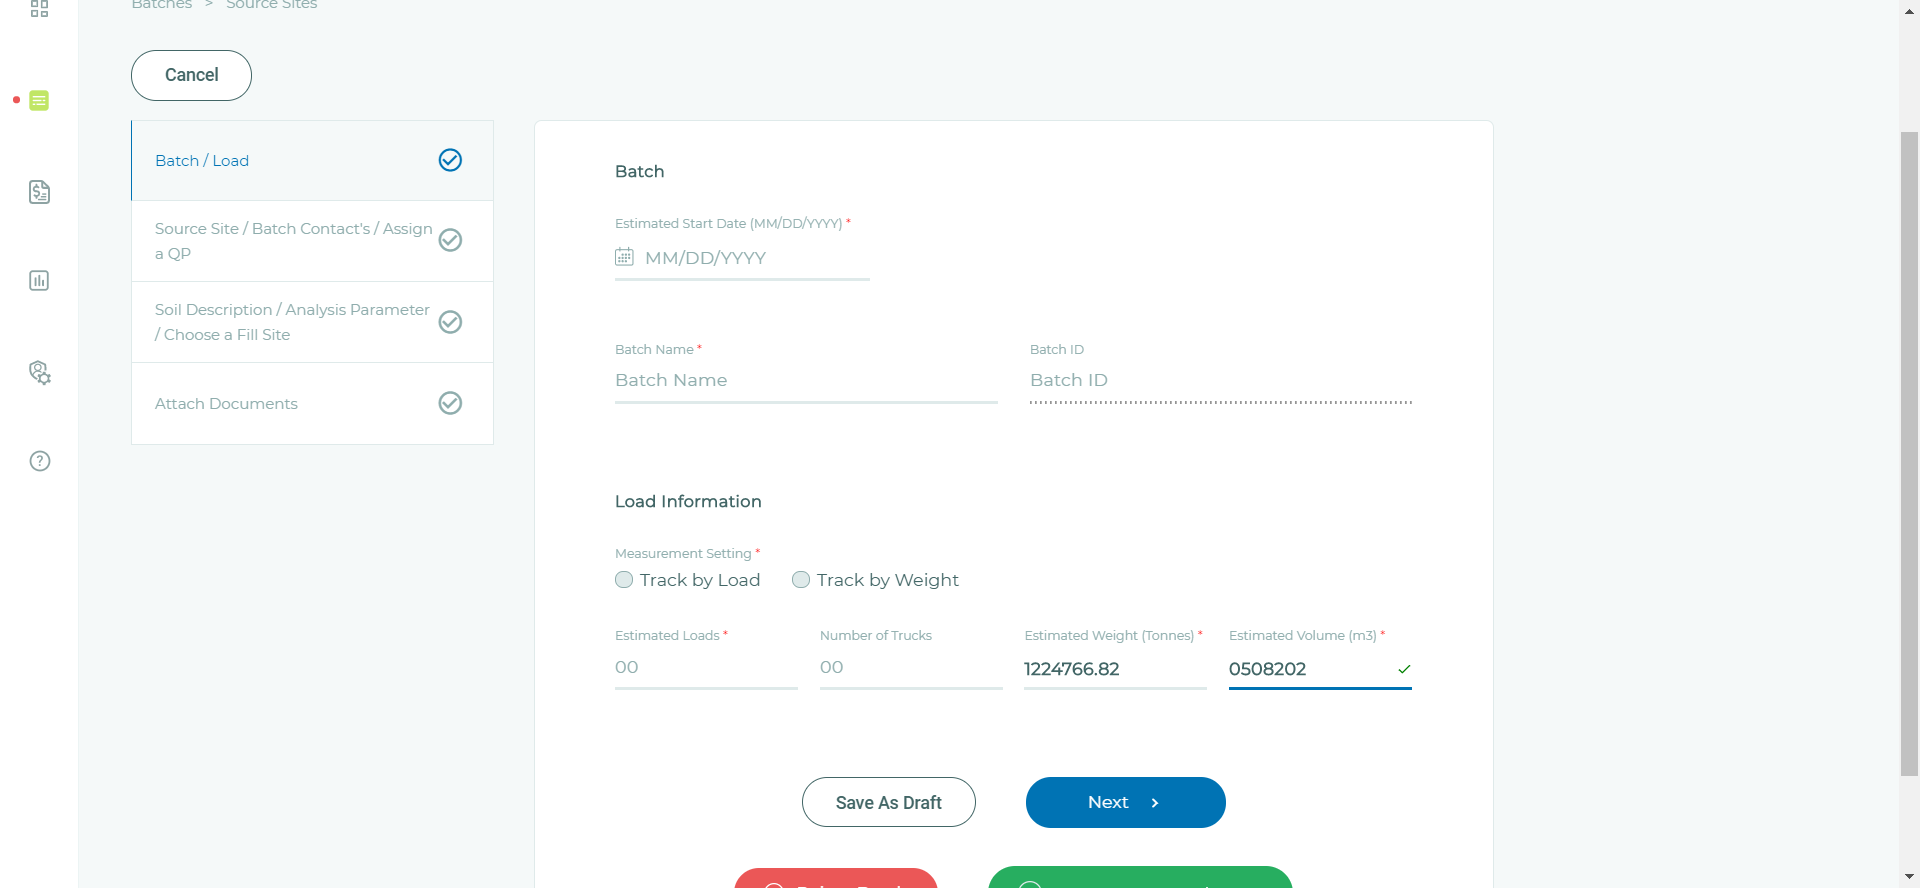 Batches > Source Sites
Cancel
Batch / Load
Source Site / Batch Contact's / Assign
a QP
Soil Description / Analysis Parameter
/ Choose a Fill Site
Attach Documents
Batch
Estimated Start Date (MM/DD/YYYY) *
MM/DD/YYYY
Batch Name * Batch ID
Batch Name Batch ID
Load Information
Measurement Setting *
Track by Load Track by Weight
Estimated Loads * Number of Trucks Estimated Weight (Tonnes) * Estimated Volume (m3) *
00 00 1224766.82 0508202
Save As Draft Next